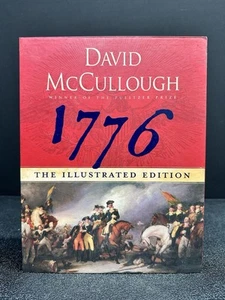 DAVID
McCULLOUGH
WINNER OF THE PULITZER PRIZE
1776
THE ILLUSTRATED EDITION